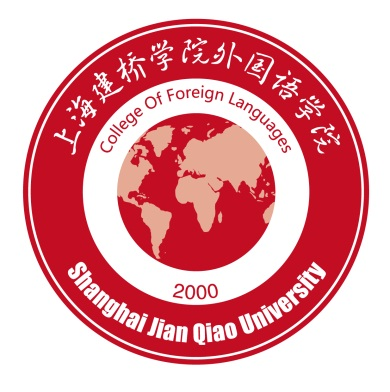 上海建桥学院外国语学院
College Of Foreign Languages
2000
Shanghai Jian Qiao University